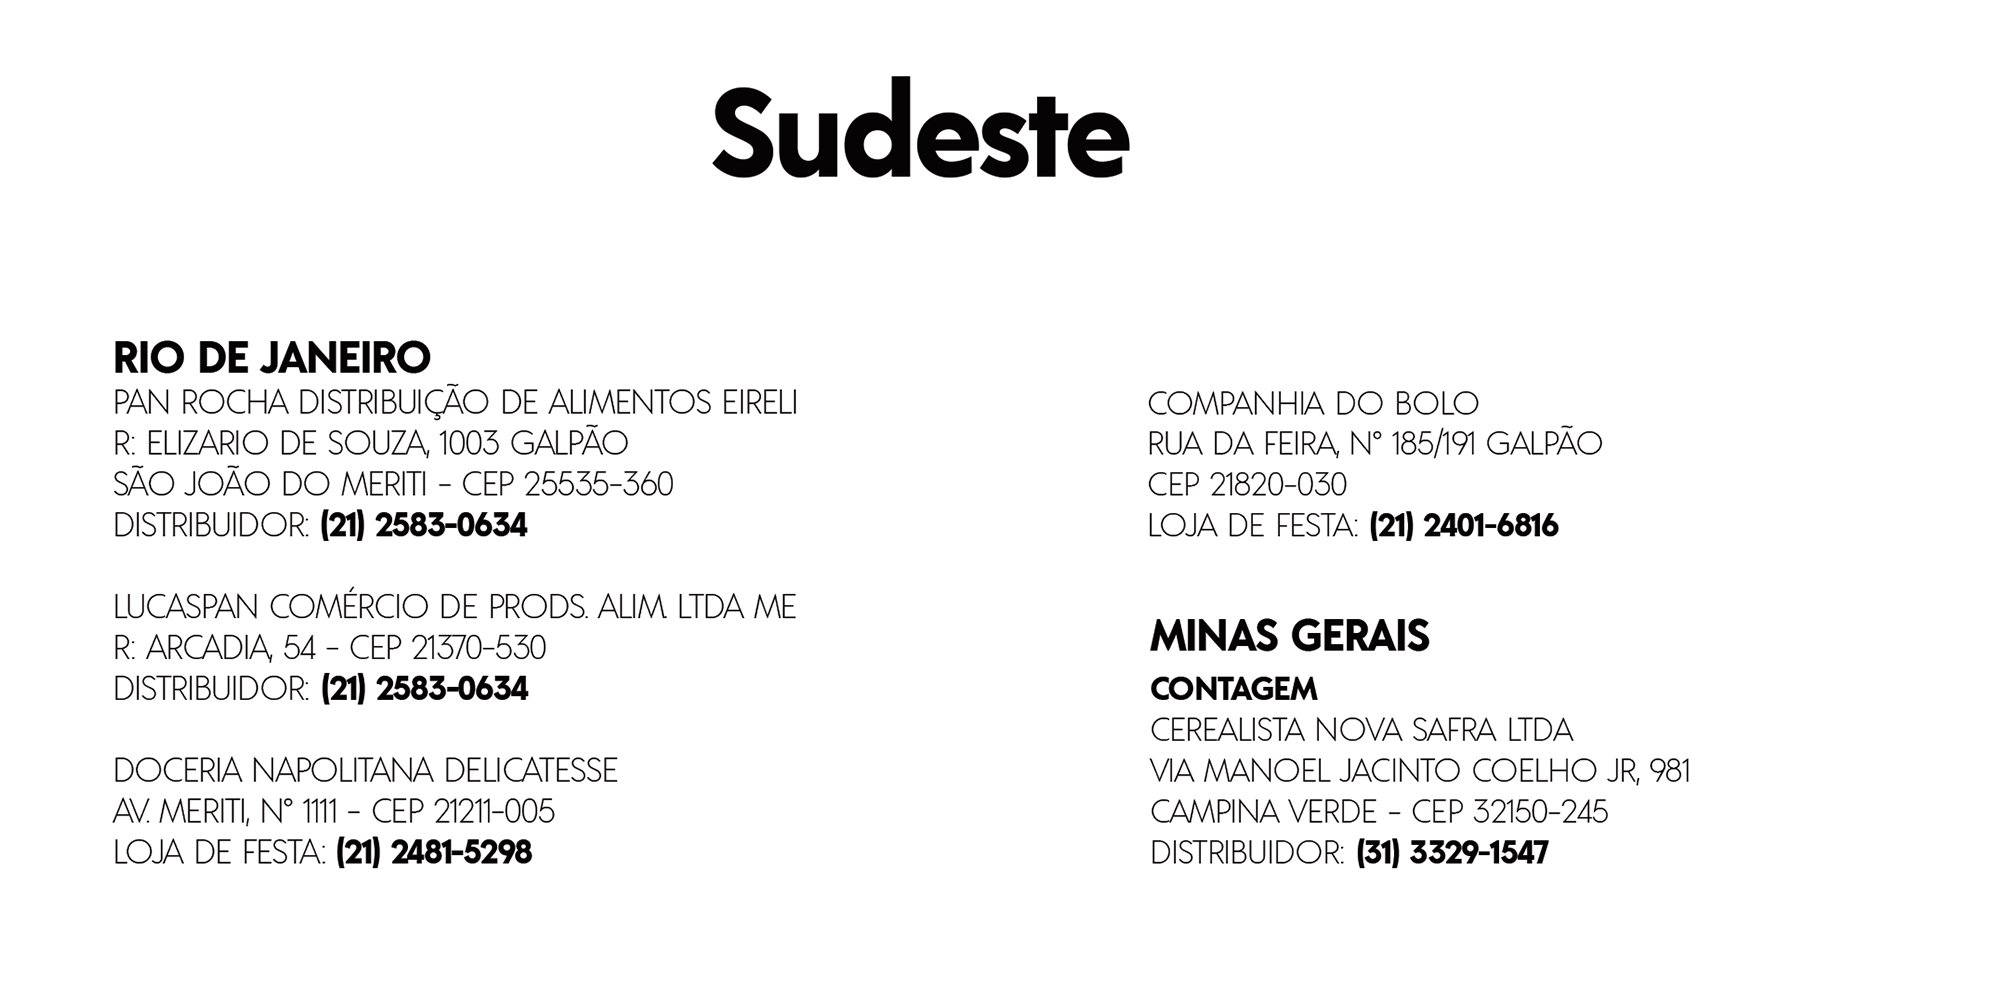 Sudeste
RIO DE JANEIRO
PAN ROCHA DISTRIBUIÇÃO DE ALIMENTOS EIRELI
R: ELIZARIO DE SOUZA, 1003 GALPÃO
SÃO JOÃO DO MERITI - CEP 25535-360
DISTRIBUIDOR: (21) 2583-0634
LUCASPAN COMÉRCIO DE PRODS. ALIM. LTDA ME
R: ARCADIA, 54 - CEP 21370-530
DISTRIBUIDOR: (21) 2583-0634
DOCERIA NAPOLITANA DELICATESSE
AV. MERITI, N° 1111 - CEP 21211-005
LOJA DE FESTA: (21) 2481-5298
COMPANHIA DO BOLO
RUA DA FEIRA, N° 185/191 GALPÃO
CEP 21820-030
LOJA DE FESTA: (21) 2401-6816
MINAS GERAIS
CONTAGEM
CEREALISTA NOVA SAFRA LTDA
VIA MANOEL JACINTO COELHO JR, 981
CAMPINA VERDE - CEP 32150-245
DISTRIBUIDOR: (31) 3329-1547